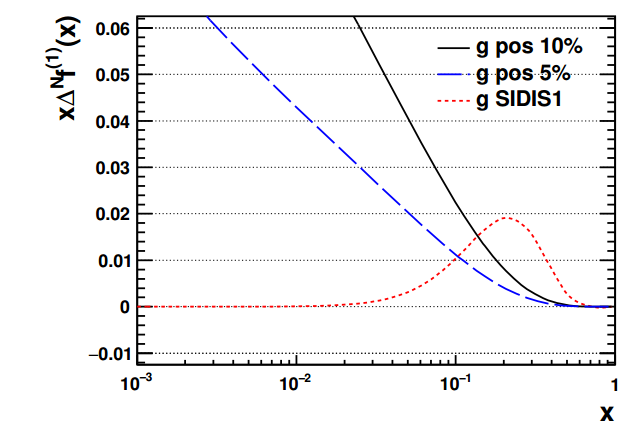 xΔᴺf⁽¹⁾(x)
0.06
0.05
0.04
0.03
0.02
0.01
0
−0.01
g pos 10%
g pos 5%
g SIDIS1
10⁻³
10⁻²
10⁻¹
1
x